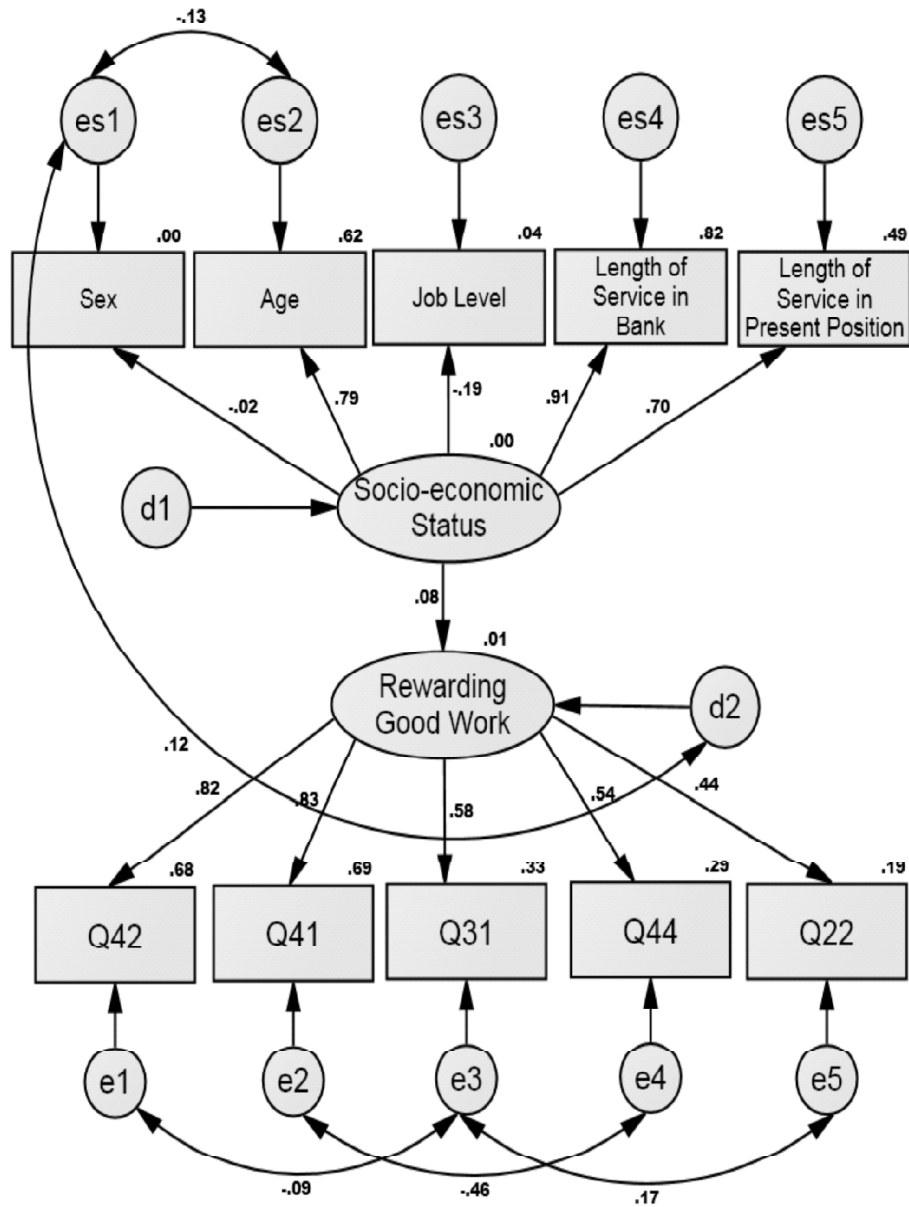 -.13
es1
es2
es3
es4
es5
.00
.62
.04
.82
.49
Sex
Age
Job Level
Length of
Service in
Bank
Length of
Service in
Present Position
-.02
.79
-.19
.91
.70
.00
d1
Socio-economic
Status
.08
.01
Rewarding
Good Work
d2
.12
.82
.83
.58
.54
.44
.68
.69
.33
.29
.19
Q42
Q41
Q31
Q44
Q22
e1
e2
e3
e4
e5
-.09
-.46
.17